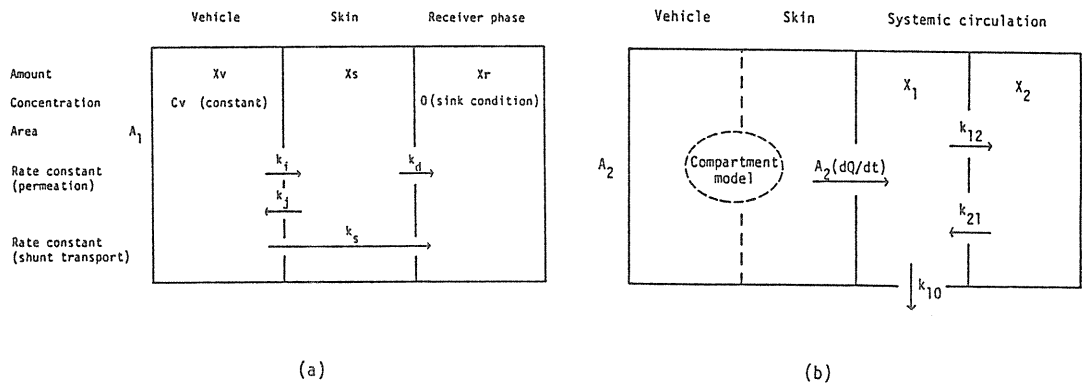 Vehicle Skin Receiver phase
Amount Xv Xs Xr
Concentration Cv (constant) 0(sink condition)
Area A1
Rate constant
(permeation)
ki kd
kj
Rate constant
(shunt transport)
ks
(a)
Vehicle Skin Systemic circulation
X1 X2
k12
A2 Compartment
model
A2(dQ/dt)
k21
k10
(b)